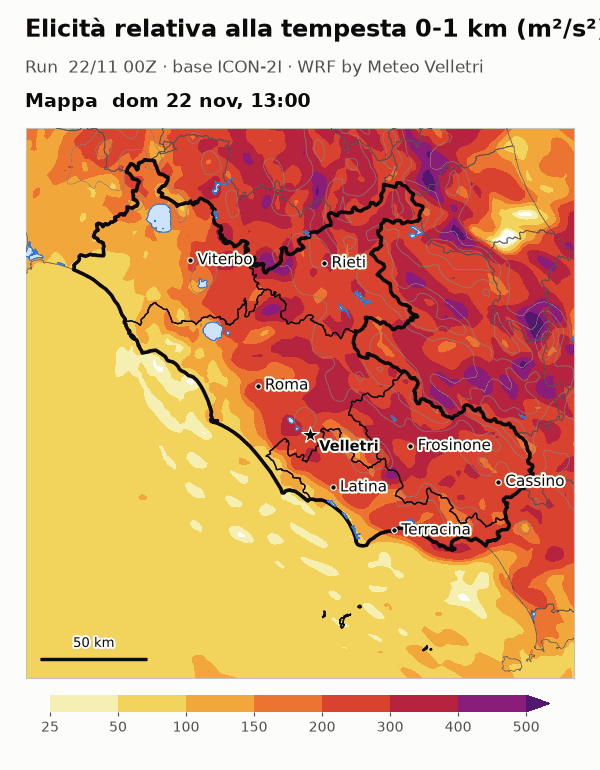 Elicità relativa alla tempesta 0-1 km (m²/s²)
Run 22/11 00Z · base ICON-2I · WRF by Meteo Velletri
Mappa dom 22 nov, 13:00
Viterbo
Rieti
Roma
Velletri
Frosinone
Latina
Cassino
Terracina
50 km
25 50 100 150 200 300 400 500